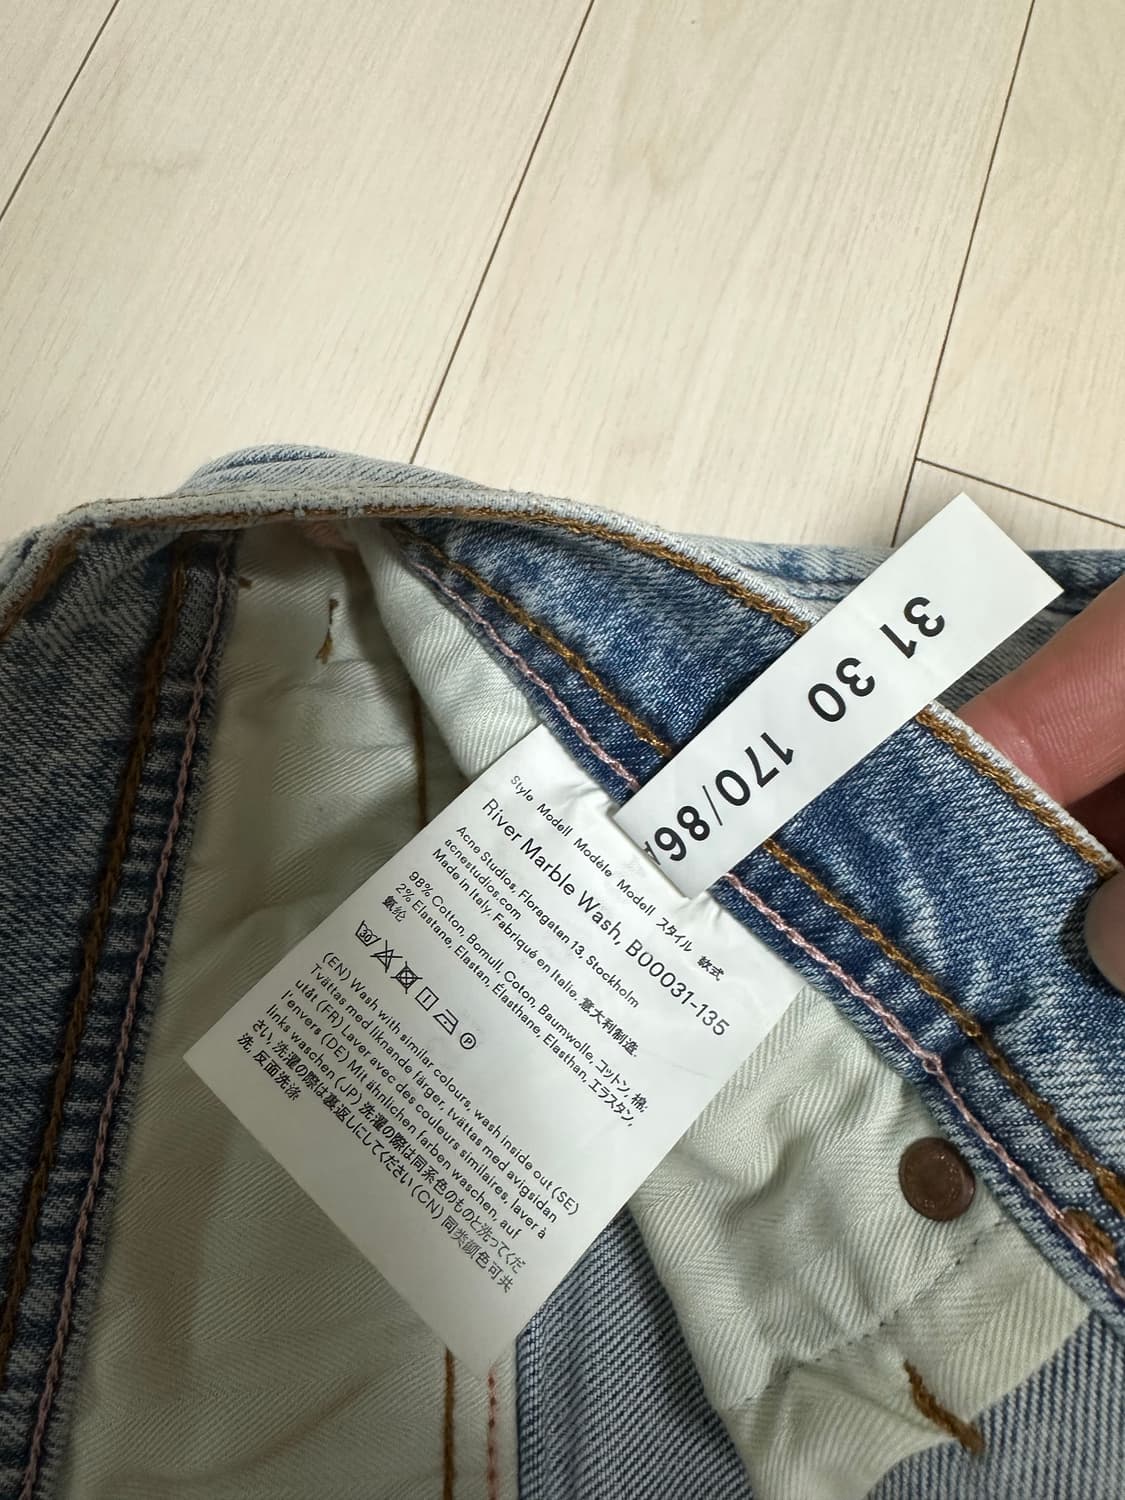 31 30 170/86A
Style Modell Modèle Modell スタイル 款式
River Marble Wash, B00031-135
Acne Studios, Floragatan 13, Stockholm
acnestudios.com
Made in Italy. Fabriqué en Italie. 意大利制造.
98% Cotton, Bomull, Coton, Baumwolle, コットン, 棉;
2% Elastane, Elastan, Élasthane, Elasthan, エラスタン,
氨纶
30
P
(EN) Wash with similar colours, wash inside out (SE)
Tvättas med liknande färger, tvättas med avigsidan
utåt (FR) Laver avec des couleurs similaires, laver à
l'envers (DE) Mit ähnlichen farben waschen, auf
links waschen (JP) 洗濯の際は同系色のものと洗ってくだ
さい, 洗濯の際は裏返しにしてください (CN) 同类颜色可共
洗, 反面洗涤